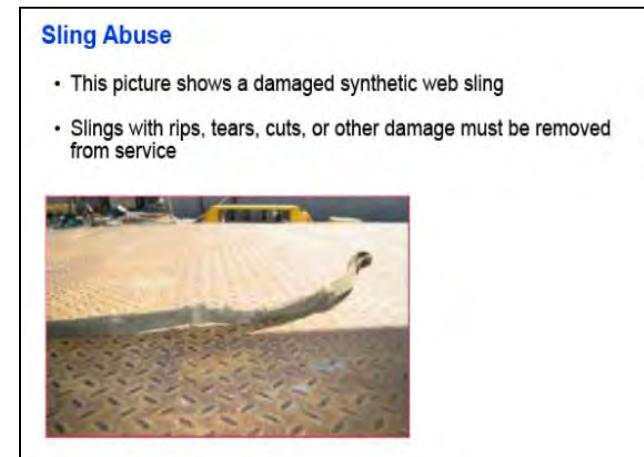 Sling Abuse
• This picture shows a damaged synthetic web sling
• Slings with rips, tears, cuts, or other damage must be removed
from service